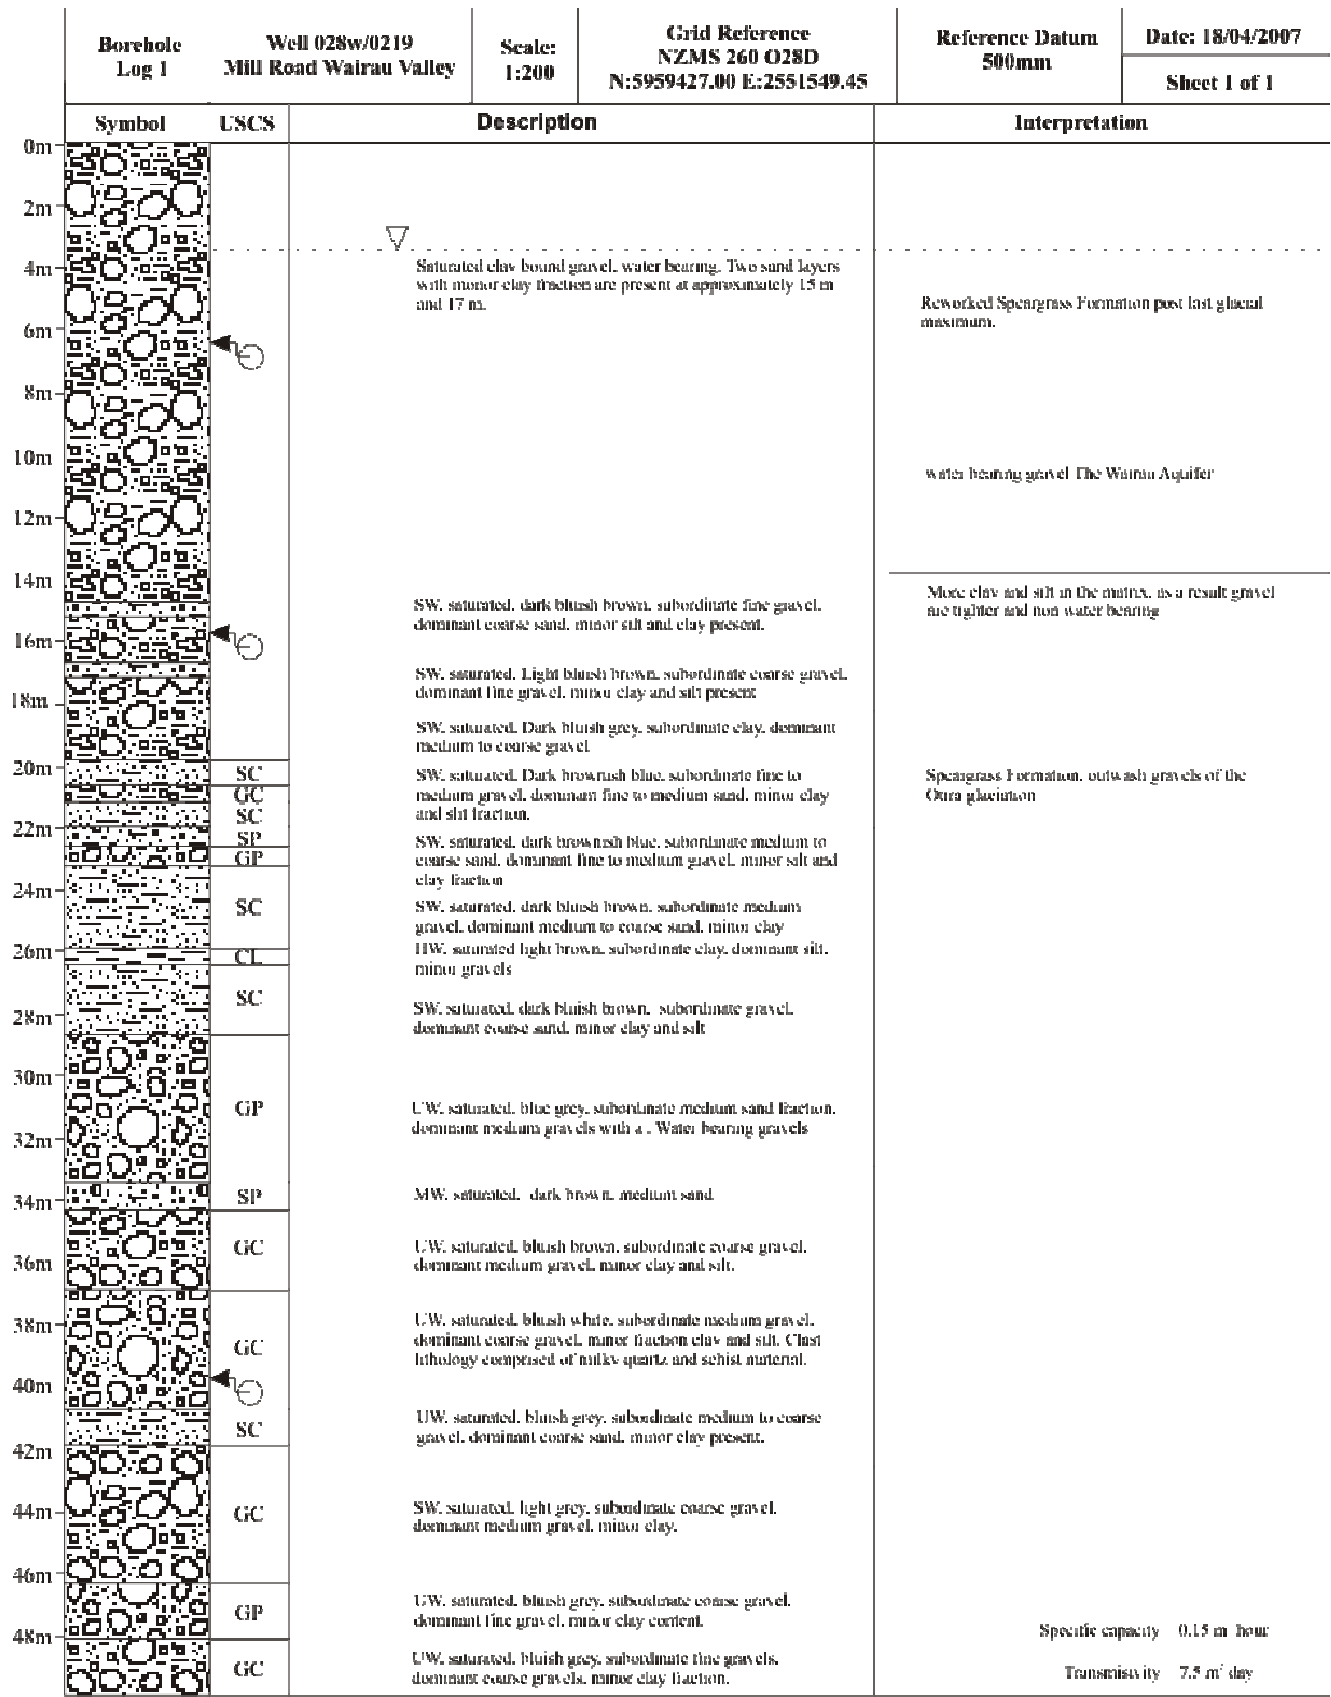 Borehole
Log 1
Well 028w/0219
Mill Road Wairau Valley
Scale:
1:200
Grid Reference
NZMS 260 O28D
N:5959427.00 E:2551549.45
Reference Datum
500mm
Date: 18/04/2007
Sheet 1 of 1
Symbol
USCS
Description
Interpretation
0m
2m
4m
Saturated clay bound gravel, water bearing. Two sand layers
with monor clay fraction are present at approximately 15 m
and 17 m.
Reworked Speargrass Formation post last glacial
maximum.
6m
8m
10m
water bearing gravel The Wairau Aquifer
12m
14m
More clay and silt in the matrix, as a result gravel
are tighter and non water bearing
SW, saturated, dark bluish brown, subordinate fine gravel,
dominant coarse sand, minor silt and clay present.
16m
SW, saturated, Light bluish brown, subordinate coarse gravel,
dominant fine gravel, minor clay and silt present
18m
SW, saturated, Dark bluish grey, subordinate clay, dominant
medium to coarse gravel
20m
SC
SW, saturated, Dark brownish blue, subordinate fine to
medium gravel, dominant fine to medium sand, minor clay
and silt fraction.
Speargrass Formation, outwash gravels of the
Otira glaciation
GC
SC
22m
SP
SW, saturated, dark brownish blue, subordinate medium to
coarse sand, dominant fine to medium gravel, minor silt and
clay fraction
GP
24m
SC
SW, saturated, dark bluish brown, subordinate medium
gravel, dominant medium to coarse sand, minor clay
26m
CL
HW, saturated light brown, subordinate clay, dominant silt,
minor gravels
SC
28m
SW, saturated, dark bluish brown, subordinate gravel,
dominant coarse sand, minor clay and silt
30m
GP
UW, saturated, blue grey, subordinate medium sand fraction,
dominant medium gravels with a . Water bearing gravels
32m
34m
SP
MW, saturated, dark brown, medium sand
GC
UW, saturated, bluish brown, subordinate coarse gravel,
dominant medium gravel, minor clay and silt.
36m
38m
GC
UW, saturated, bluish white, subordinate medium gravel,
dominant coarse gravel, minor fraction clay and silt. Clast
lithology comprised of milky quartz and schist material.
40m
SC
UW, saturated, bluish grey, subordinate medium to coarse
gravel, dominant coarse sand, minor clay present.
42m
44m
GC
SW, saturated, light grey, subordinate coarse gravel,
dominant medium gravel, minor clay.
46m
GP
UW, saturated, bluish grey, subordinate coarse gravel,
dominant fine gravel, minor clay content.
48m
Specific capacity 0.15 m hour
GC
UW, saturated, bluish grey, subordinate fine gravels,
dominant coarse gravels, minor clay fraction.
Transmisivity 7.5 m² day